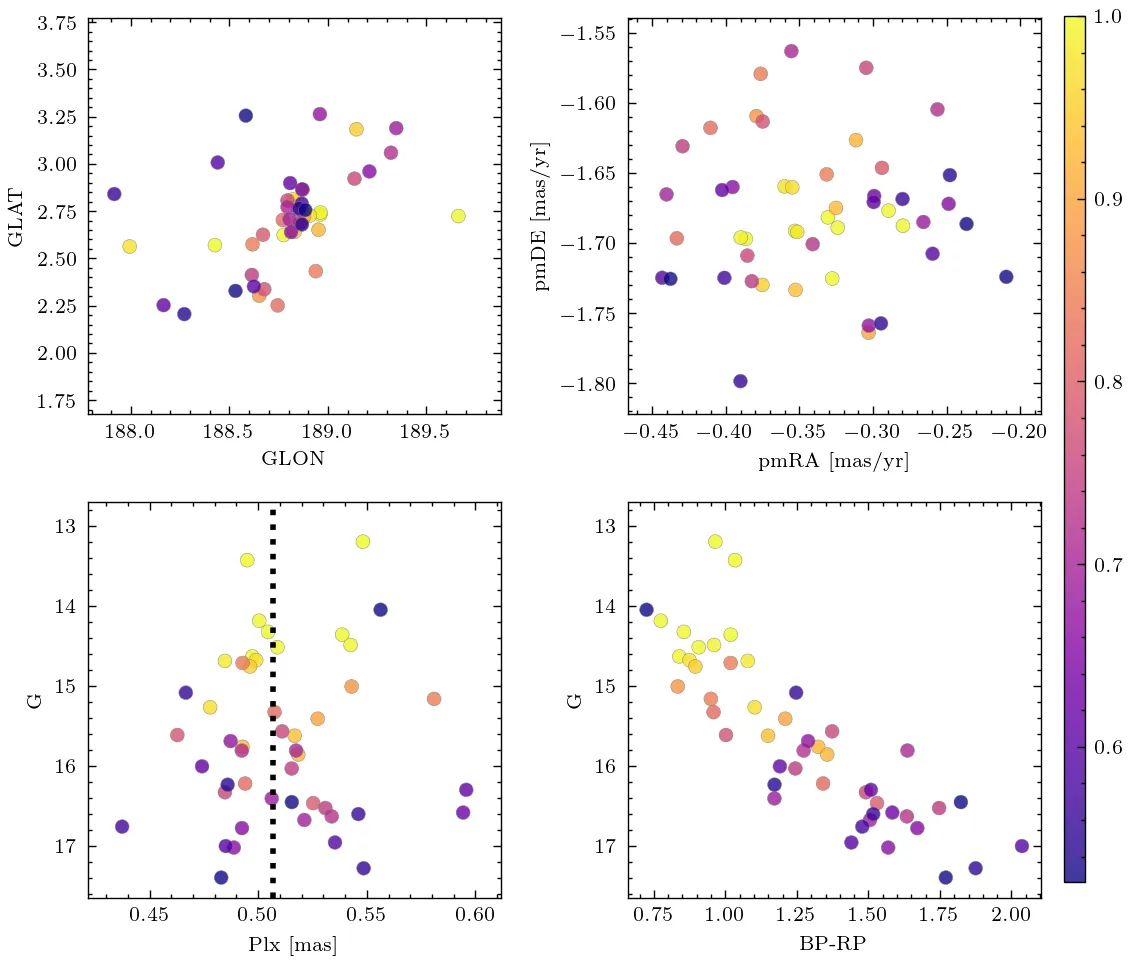 3.75
3.50
3.25
3.00
2.75
2.50
2.25
2.00
1.75
GLAT
188.0 188.5 189.0 189.5
GLON
−1.55
−1.60
−1.65
−1.70
−1.75
−1.80
pmDE [mas/yr]
−0.45 −0.40 −0.35 −0.30 −0.25 −0.20
pmRA [mas/yr]
1.0
0.9
0.8
0.7
0.6
13
14
15
16
17
G
0.45 0.50 0.55 0.60
Plx [mas]
13
14
15
16
17
G
0.75 1.00 1.25 1.50 1.75 2.00
BP-RP